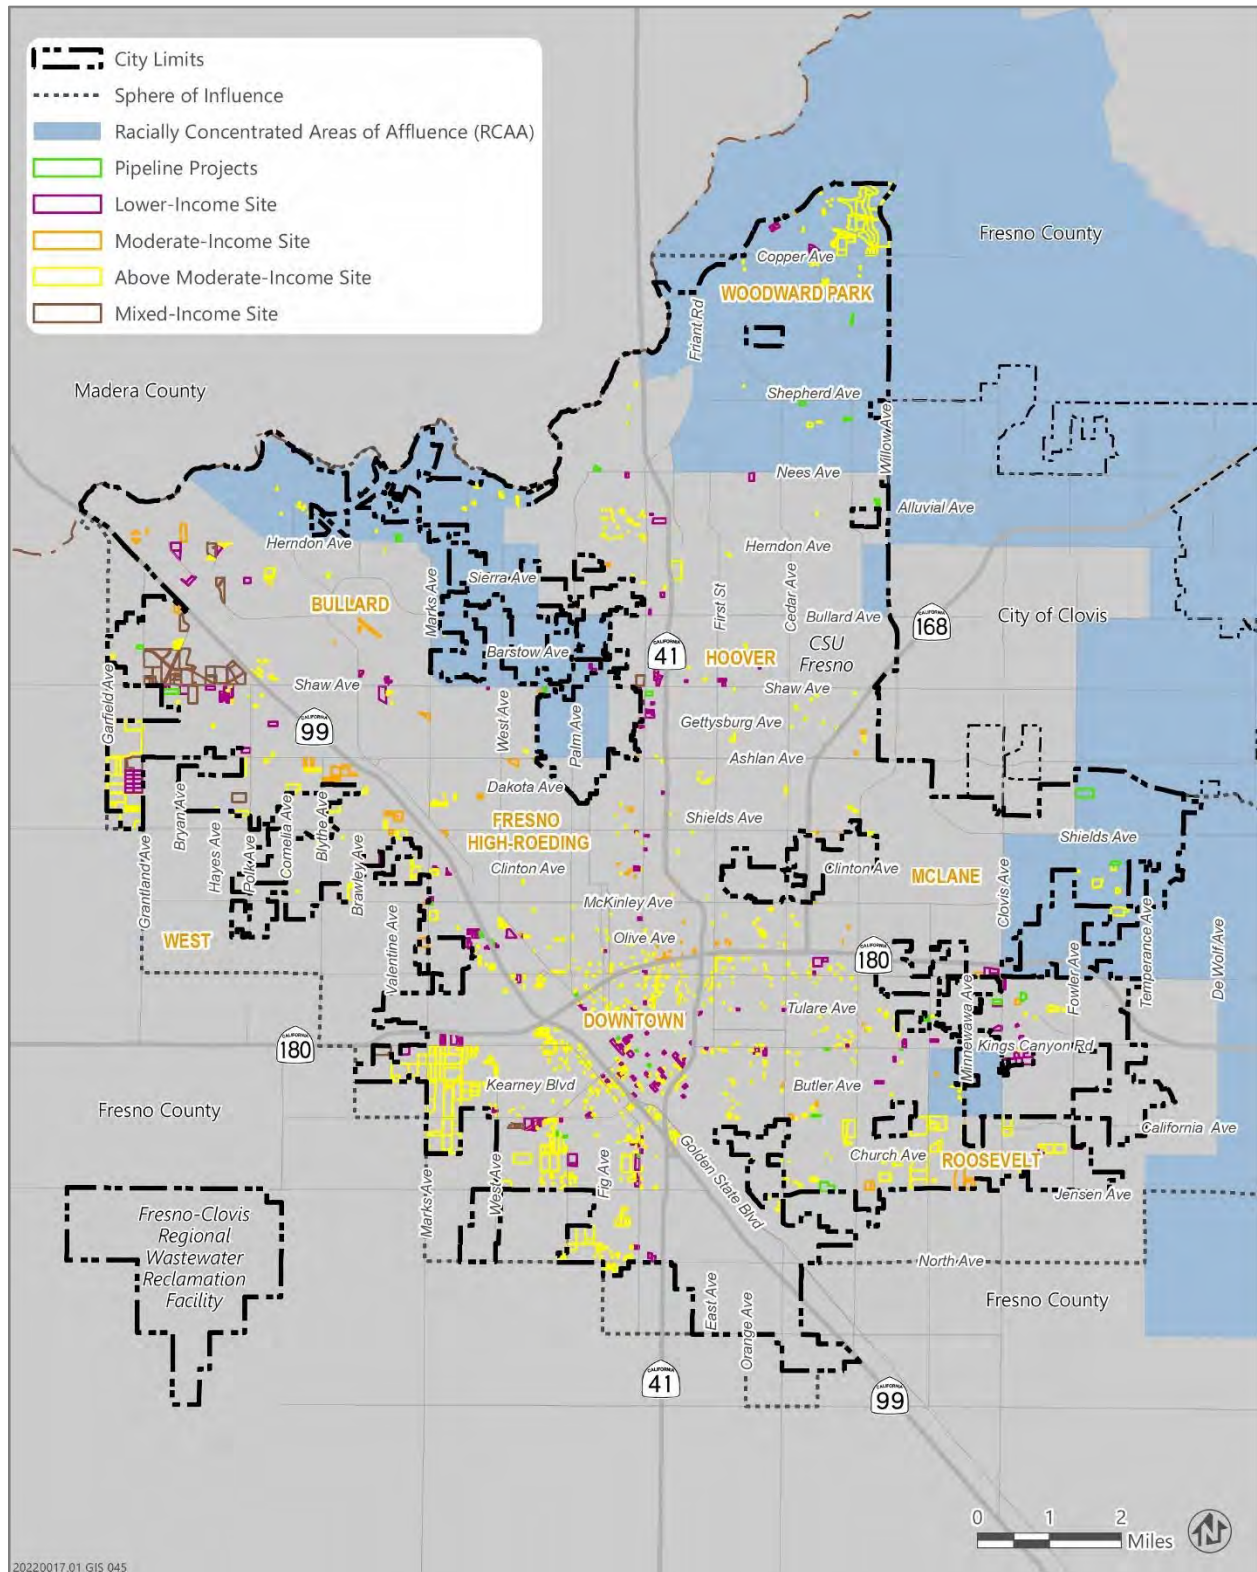 City Limits
Sphere of Influence
Racially Concentrated Areas of Affluence (RCAA)
Pipeline Projects
Lower-Income Site
Moderate-Income Site
Above Moderate-Income Site
Mixed-Income Site
Fresno County
Copper Ave
WOODWARD PARK
Friant Rd
Madera County
Shepherd Ave
Willow Ave
Nees Ave
Alluvial Ave
Herndon Ave
Herndon Ave
Sierra Ave
BULLARD
Marks Ave
First St
Cedar Ave
Bullard Ave
CALIFORNIA
168
City of Clovis
CALIFORNIA
41
HOOVER
CSU
Fresno
Barstow Ave
Shaw Ave
Shaw Ave
Garfield Ave
CALIFORNIA
99
West Ave
Palm Ave
Gettysburg Ave
Ashlan Ave
Dakota Ave
Bryan Ave
Cornelia Ave
Blythe Ave
FRESNO
HIGH-ROEDING
Shields Ave
Shields Ave
Grantland Ave
Hayes Ave
Polk Ave
Brawley Ave
Clinton Ave
Clinton Ave
MCLANE
Clovis Ave
McKinley Ave
WEST
Valentine Ave
Olive Ave
CALIFORNIA
180
Fowler Ave
Temperance Ave
DeWolf Ave
Minnewawa Ave
Tulare Ave
DOWNTOWN
CALIFORNIA
180
Kings Canyon Rd
Kearney Blvd
Butler Ave
Fresno County
California Ave
Golden State Blvd
Church Ave
ROOSEVELT
Marks Ave
West Ave
Fig Ave
Jensen Ave
Fresno-Clovis
Regional
Wastewater
Reclamation
Facility
North Ave
East Ave
Orange Ave
Fresno County
CALIFORNIA
41
CALIFORNIA
99
0 1 2
Miles
N
20220017.01 GIS 045